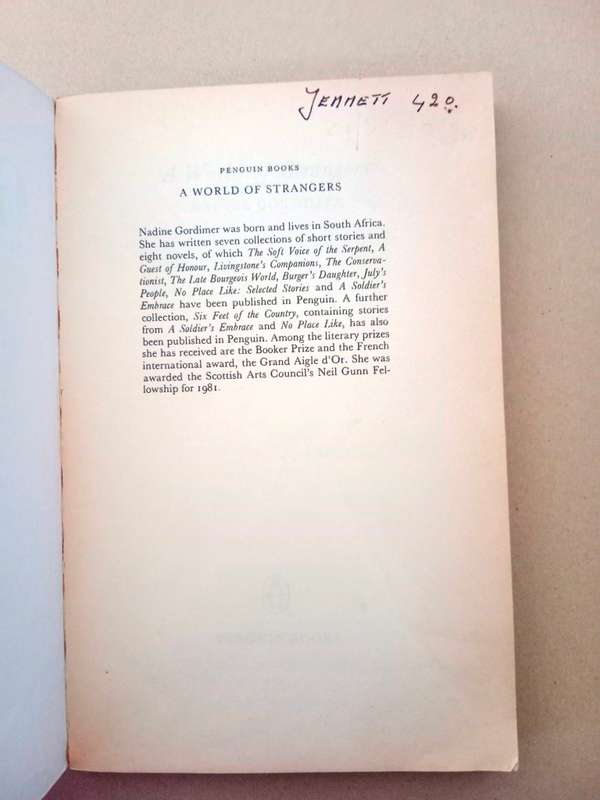 JEMMETT 420.
PENGUIN BOOKS
A WORLD OF STRANGERS
Nadine Gordimer was born and lives in South Africa.
She has written seven collections of short stories and
eight novels, of which The Soft Voice of the Serpent, A
Guest of Honour, Livingstone's Companions, The Conserva-
tionist, The Late Bourgeois World, Burger's Daughter, July's
People, No Place Like: Selected Stories and A Soldier's
Embrace have been published in Penguin. A further
collection, Six Feet of the Country, containing stories
from A Soldier's Embrace and No Place Like, has also
been published in Penguin. Among the literary prizes
she has received are the Booker Prize and the French
international award, the Grand Aigle d'Or. She was
awarded the Scottish Arts Council's Neil Gunn Fel-
lowship for 1981.